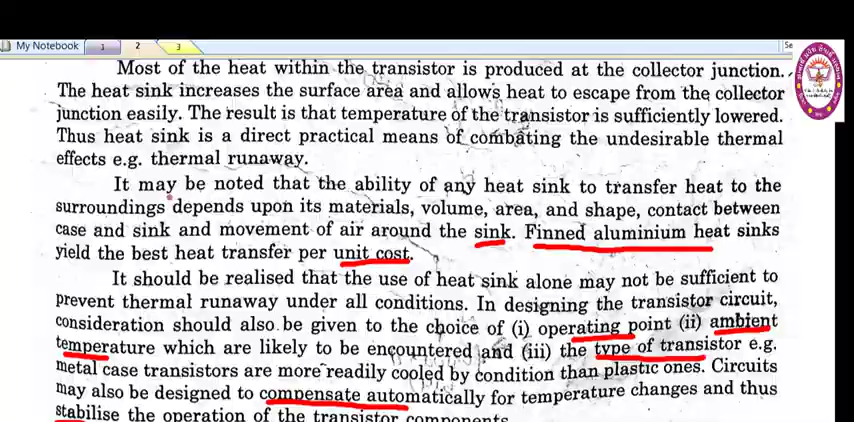 My Notebook 1 2 3 Se
Most of the heat within the transistor is produced at the collector junction.
The heat sink increases the surface area and allows heat to escape from the collector
junction easily. The result is that temperature of the transistor is sufficiently lowered.
Thus heat sink is a direct practical means of combating the undesirable thermal
effects e.g. thermal runaway.
It may be noted that the ability of any heat sink to transfer heat to the
surroundings depends upon its materials, volume, area, and shape, contact between
case and sink and movement of air around the sink. Finned aluminium heat sinks
yield the best heat transfer per unit cost.
It should be realised that the use of heat sink alone may not be sufficient to
prevent thermal runaway under all conditions. In designing the transistor circuit,
consideration should also be given to the choice of (i) operating point (ii) ambient
temperature which are likely to be encountered and (iii) the type of transistor e.g.
metal case transistors are more readily cooled by condition than plastic ones. Circuits
may also be designed to compensate automatically for temperature changes and thus
stabilise the operation of the transistor components.